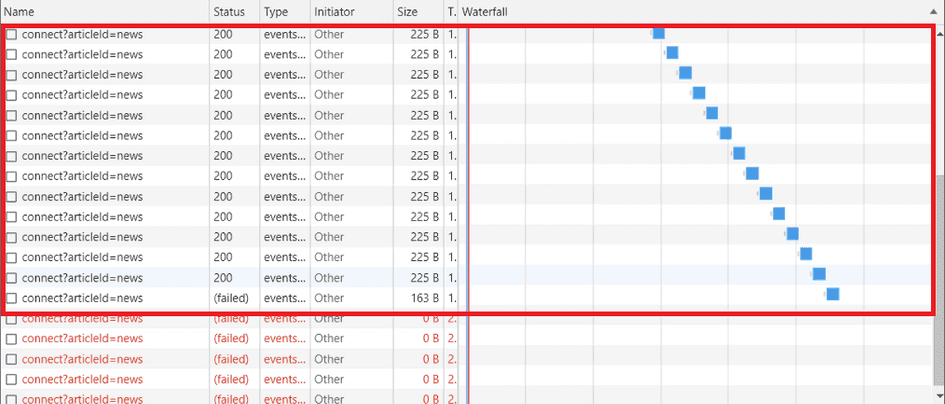 Name Status Type Initiator Size T. Waterfall
connect?articleId=news 200 events... Other 225 B 1.
connect?articleId=news 200 events... Other 225 B 1.
connect?articleId=news 200 events... Other 225 B 1.
connect?articleId=news 200 events... Other 225 B 1.
connect?articleId=news 200 events... Other 225 B 1.
connect?articleId=news 200 events... Other 225 B 1.
connect?articleId=news 200 events... Other 225 B 1.
connect?articleId=news 200 events... Other 225 B 1.
connect?articleId=news 200 events... Other 225 B 1.
connect?articleId=news 200 events... Other 225 B 1.
connect?articleId=news 200 events... Other 225 B 1.
connect?articleId=news 200 events... Other 225 B 1.
connect?articleId=news 200 events... Other 225 B 1.
connect?articleId=news (failed) events... Other 163 B 1.
connect?articleId=news (failed) events... Other 0 B 2.
connect?articleId=news (failed) events... Other 0 B 2.
connect?articleId=news (failed) events... Other 0 B 2.
connect?articleId=news (failed) events... Other 0 B 2.
connect?articleId=news (failed) events... Other 0 B 2.